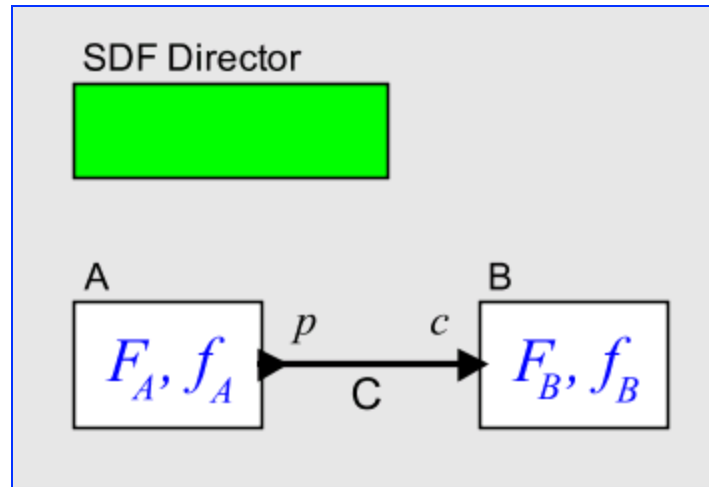 SDF Director
A
B
p
c
F_A, f_A
F_B, f_B
C